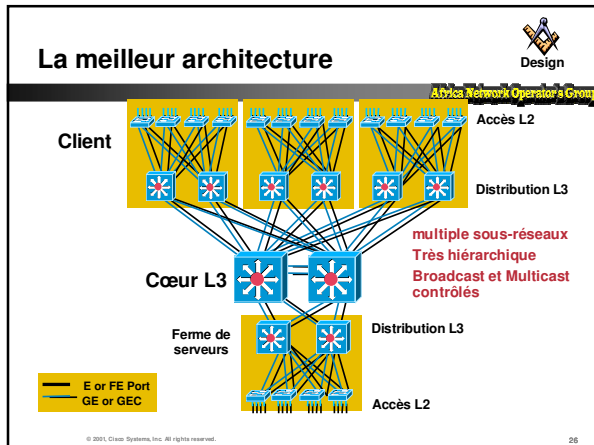 La meilleur architecture
Design
Africa Network Operator's Group
Client
Accès L2
Distribution L3
multiple sous-réseaux
Très hiérarchique
Broadcast et Multicast
contrôlés
Cœur L3
Ferme de
serveurs
Distribution L3
E or FE Port
GE or GEC
Accès L2
© 2001, Cisco Systems, Inc. All rights reserved.
26